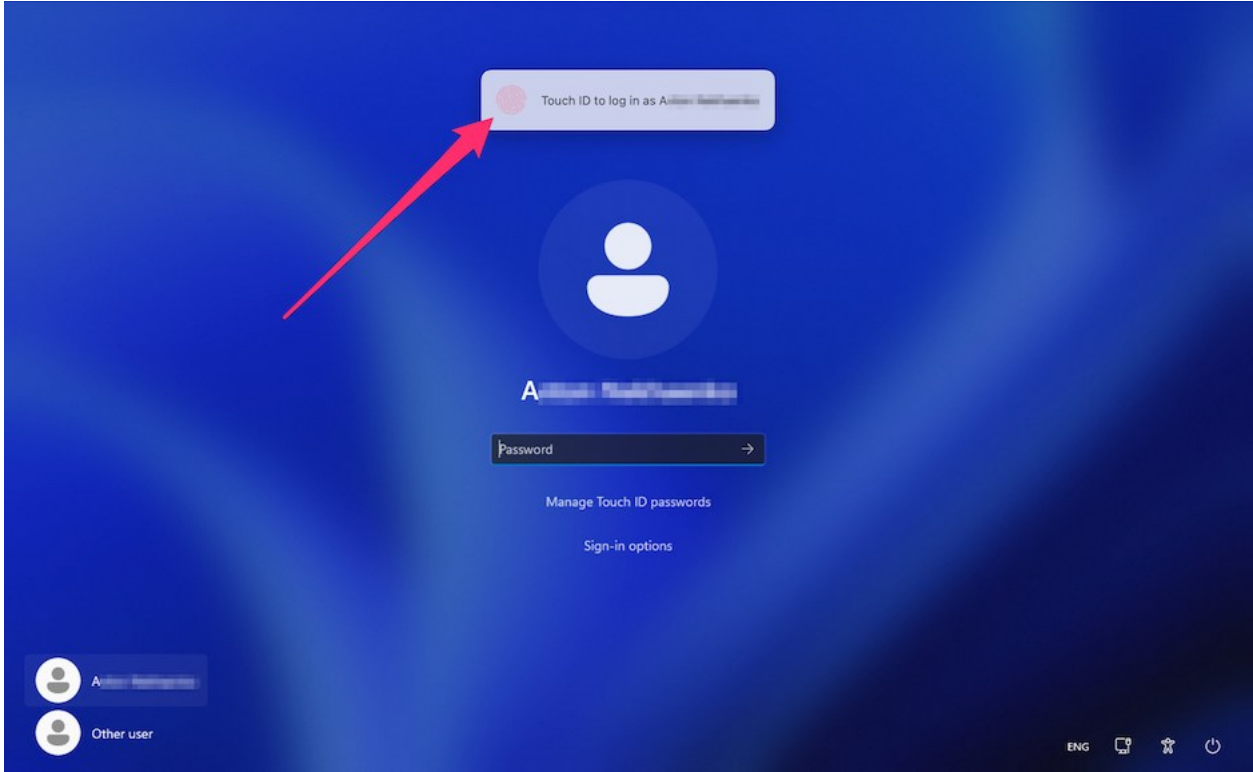 Touch ID to log in as A
A
Password
Manage Touch ID passwords
Sign-in options
A
Other user
ENG